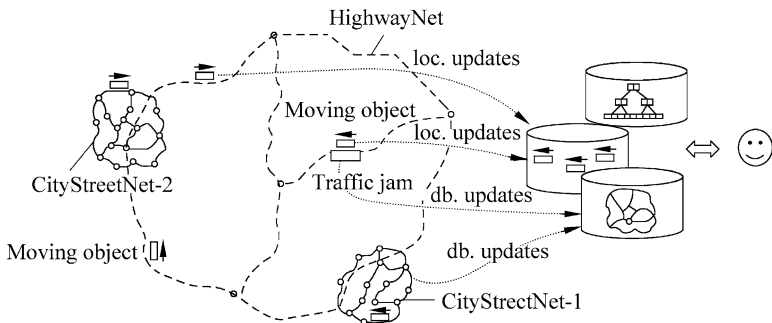 HighwayNet
loc. updates
Moving object
loc. updates
CityStreetNet-2
Traffic jam
db. updates
Moving object
db. updates
CityStrectNet-1